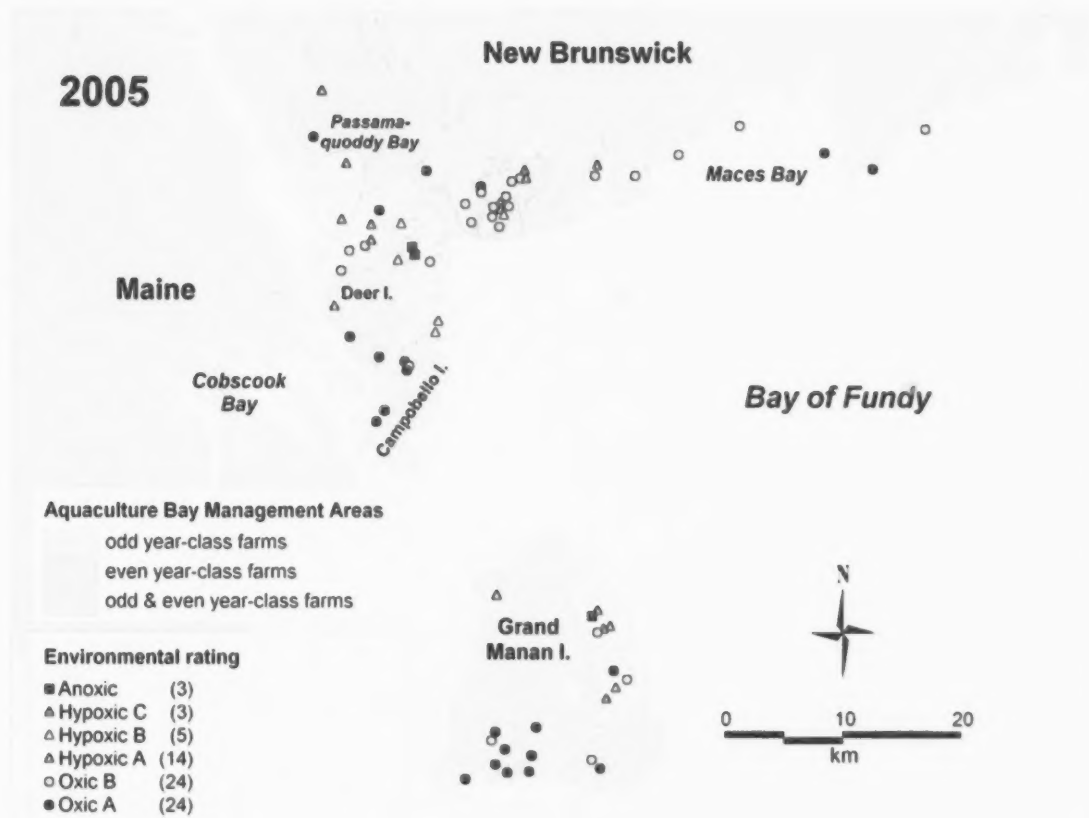 New Brunswick
2005
Passama-
quoddy Bay
Maces Bay
Maine
Deer I.
Cobscook
Bay
Campobello I.
Bay of Fundy
Aquaculture Bay Management Areas
odd year-class farms
even year-class farms
odd & even year-class farms
Grand
Manan I.
N
Environmental rating
Anoxic (3)
Hypoxic C (3)
Hypoxic B (5)
Hypoxic A (14)
Oxic B (24)
Oxic A (24)
0 10 20
km